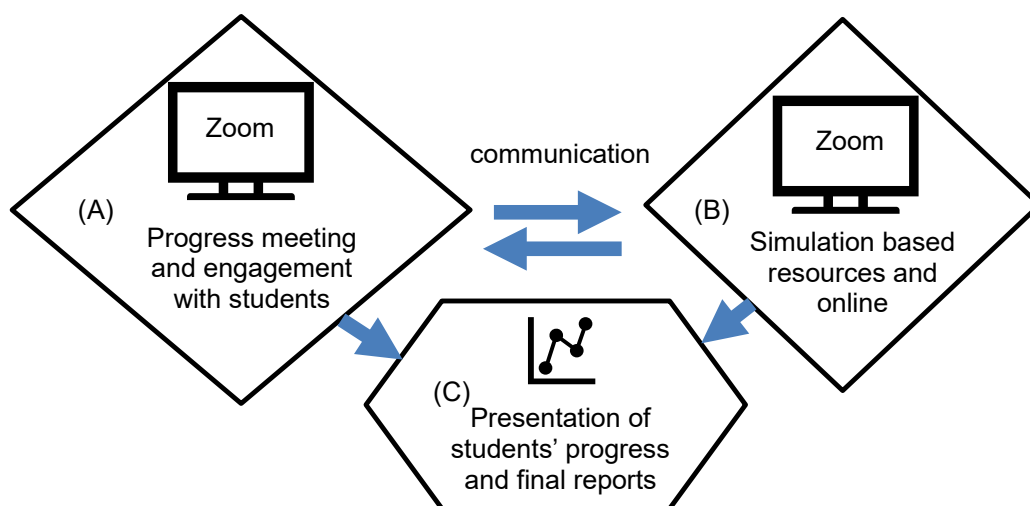 Zoom
(A)
Progress meeting
and engagement
with students
communication
Zoom
(B)
Simulation based
resources and
online
(C)
Presentation of
students’ progress
and final reports